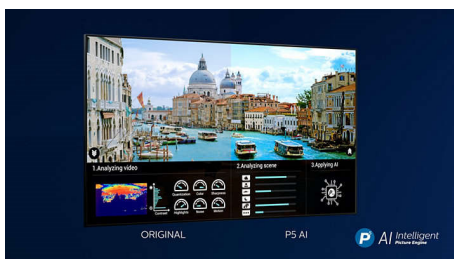 1.Analyzing video
2.Analyzing scene
3.Applying AI
Quantization Color Sharpness
Contrast
Highlights Noise Motion
ORIGINAL
P5 AI
P AI Intelligent
Picture Engine